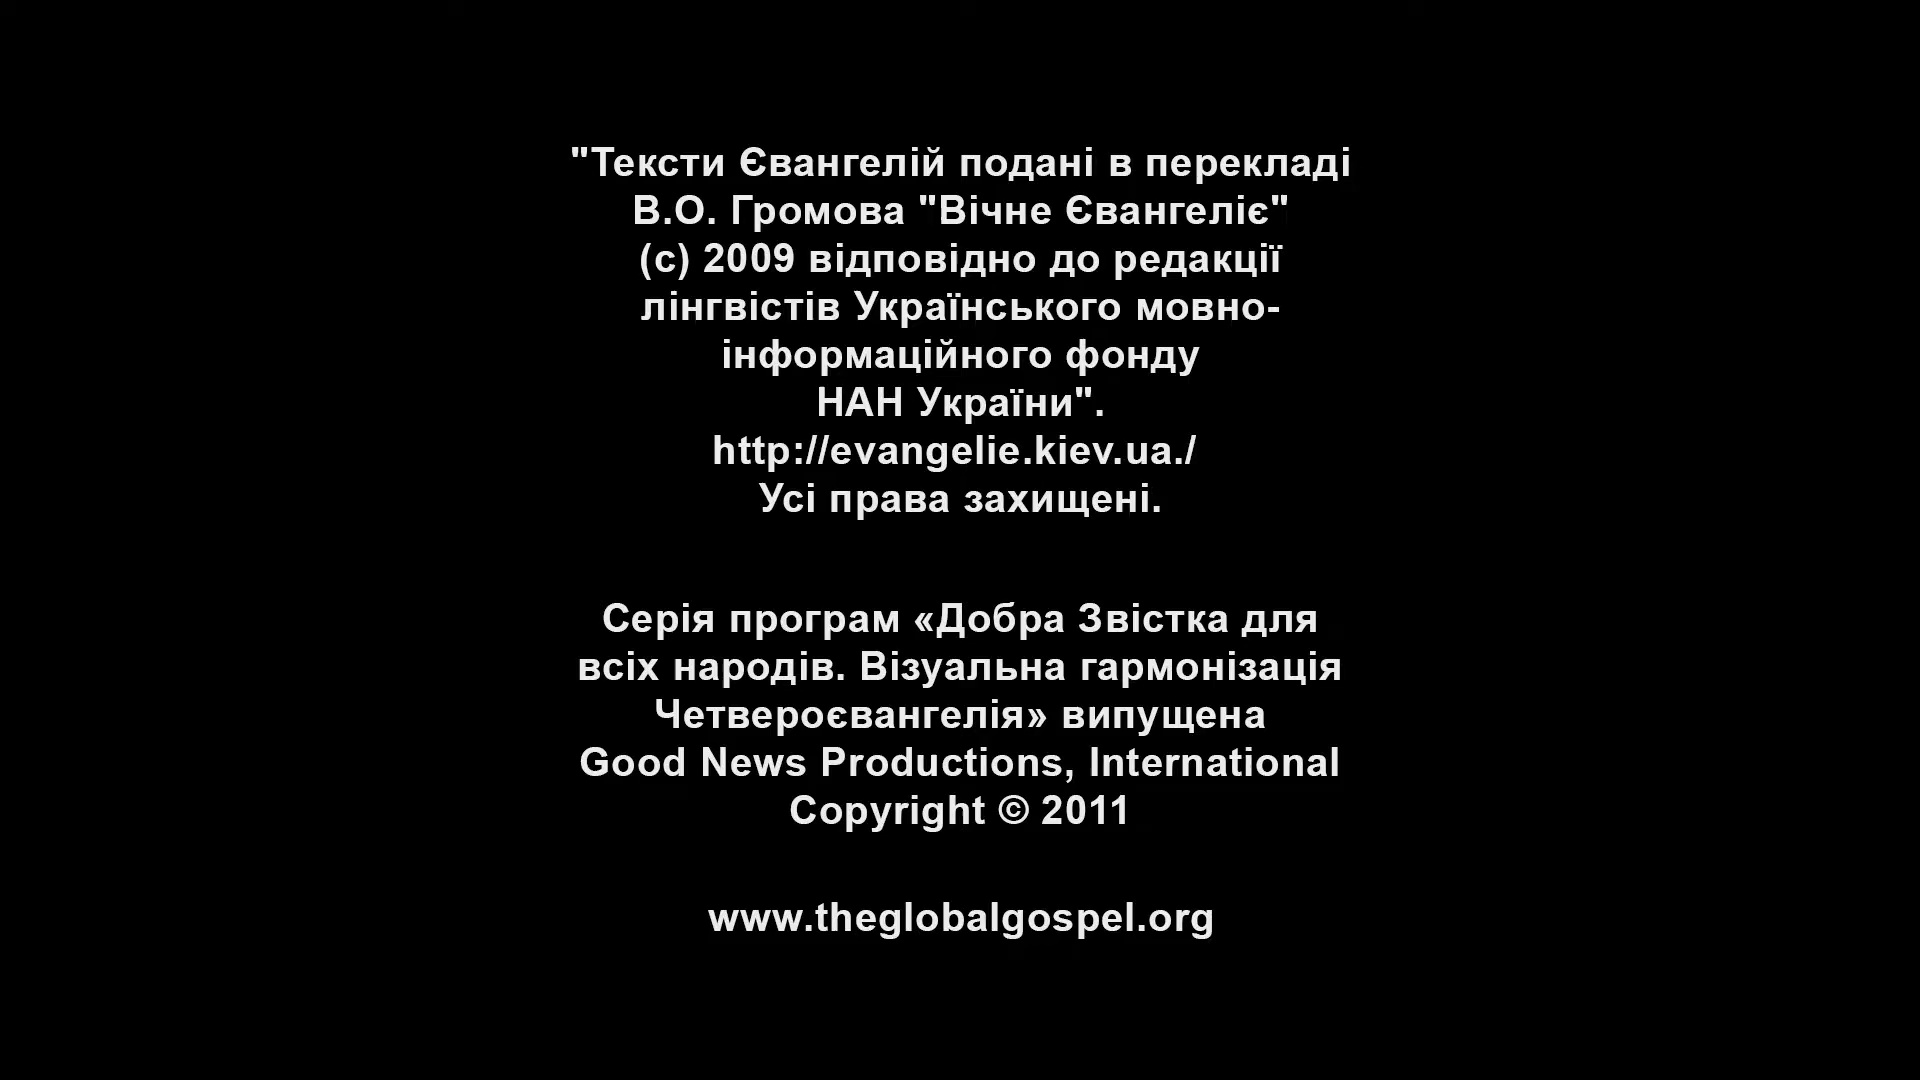 "Тексти Євангелій подані в перекладі
В.О. Громова "Вічне Євангеліє"
(с) 2009 відповідно до редакції
лінгвістів Українського мовно-
інформаційного фонду
НАН України".
http://evangelie.kiev.ua./
Усі права захищені.
Серія програм «Добра Звістка для
всіх народів. Візуальна гармонізація
Четвероєвангелія» випущена
Good News Productions, International
Copyright © 2011
www.theglobalgospel.org